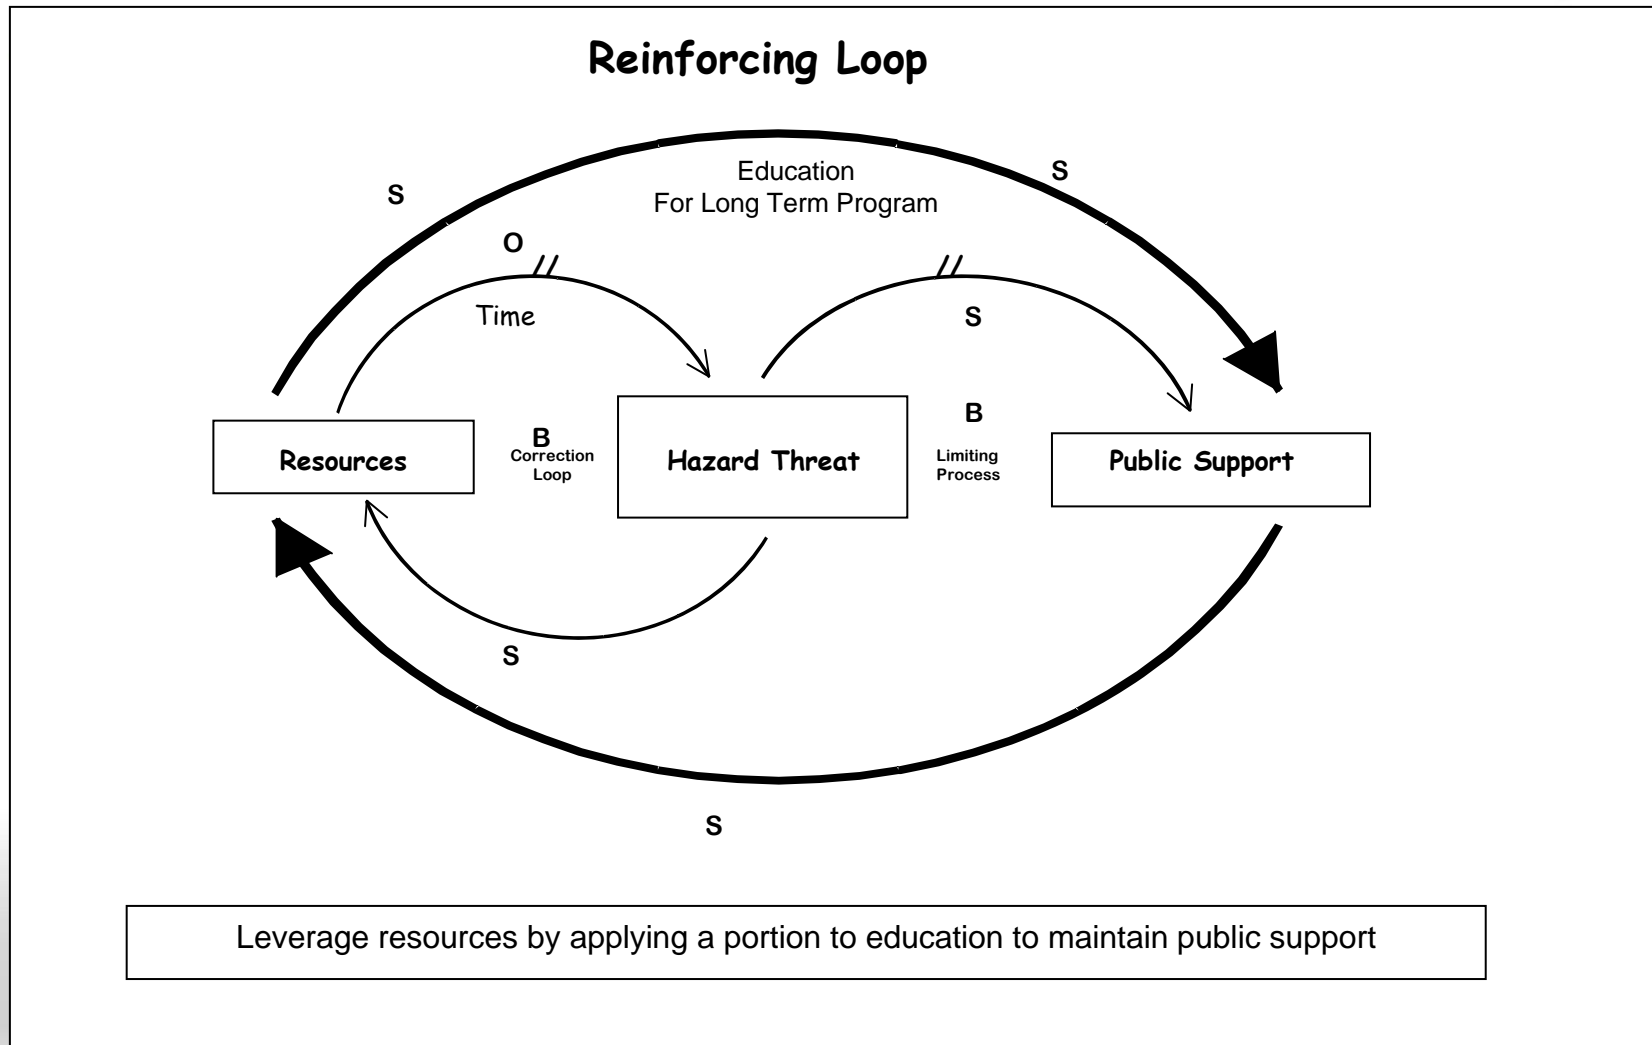 Reinforcing Loop
S
Education
For Long Term Program
S
O
//
Time
//
S
Resources
B
Correction
Loop
Hazard Threat
B
Limiting
Process
Public Support
S
S
Leverage resources by applying a portion to education to maintain public support